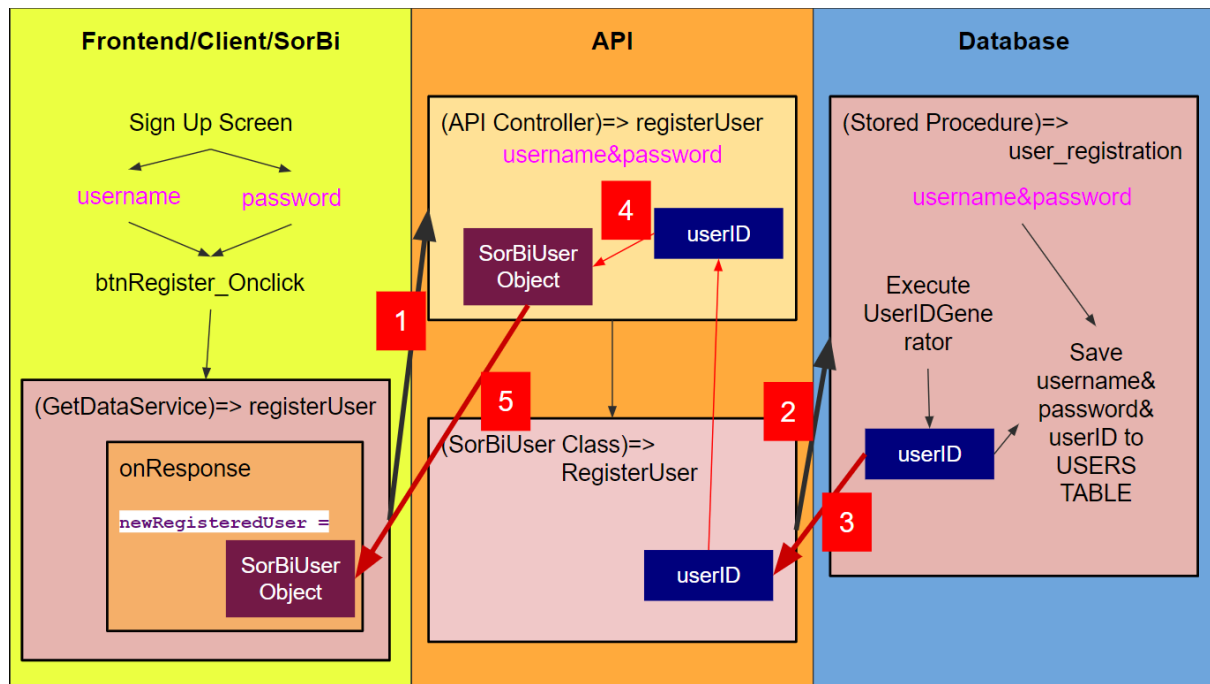 Frontend/Client/SorBi
Sign Up Screen
username
password
btnRegister_Onclick
(GetDataService)=> registerUser
onResponse
newRegisteredUser =
SorBiUser
Object
1
API
(API Controller)=> registerUser
username&password
4
userID
SorBiUser
Object
5
(SorBiUser Class)=>
RegisterUser
userID
2
Database
(Stored Procedure)=>
user_registration
username&password
Execute
UserIDGene
rator
userID
Save
username&
password&
userID to
USERS
TABLE
3